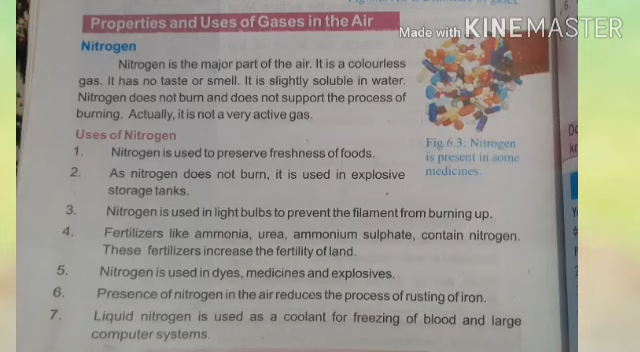 Properties and Uses of Gases in the Air
Made with KINEMASTER
Nitrogen
Nitrogen is the major part of the air. It is a colourless
gas. It has no taste or smell. It is slightly soluble in water.
Nitrogen does not burn and does not support the process of
burning. Actually, it is not a very active gas.
Uses of Nitrogen
1. Nitrogen is used to preserve freshness of foods.
2. As nitrogen does not burn, it is used in explosive
storage tanks.
Fig.6.3: Nitrogen
is present in some
medicines.
3. Nitrogen is used in light bulbs to prevent the filament from burning up.
4. Fertilizers like ammonia, urea, ammonium sulphate, contain nitrogen.
These fertilizers increase the fertility of land.
5. Nitrogen is used in dyes, medicines and explosives.
6. Presence of nitrogen in the air reduces the process of rusting of iron.
7. Liquid nitrogen is used as a coolant for freezing of blood and large
computer systems.